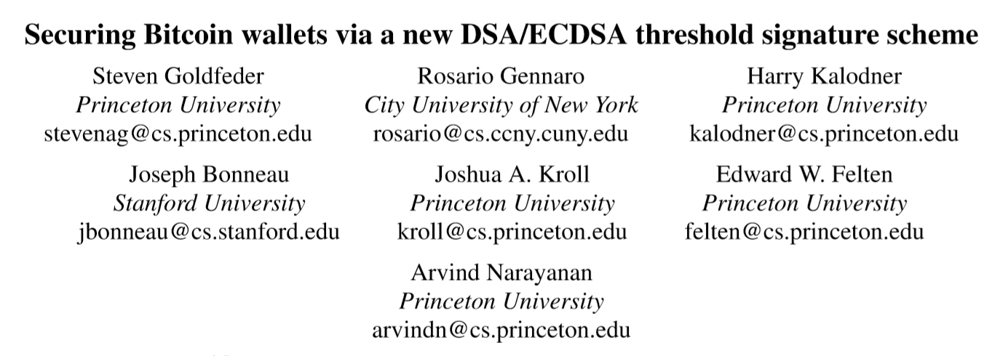 Securing Bitcoin wallets via a new DSA/ECDSA threshold signature scheme
Steven Goldfeder
Princeton University
stevenag@cs.princeton.edu
Rosario Gennaro
City University of New York
rosario@cs.ccny.cuny.edu
Harry Kalodner
Princeton University
kalodner@cs.princeton.edu
Joseph Bonneau
Stanford University
jbonneau@cs.stanford.edu
Joshua A. Kroll
Princeton University
kroll@cs.princeton.edu
Edward W. Felten
Princeton University
felten@cs.princeton.edu
Arvind Narayanan
Princeton University
arvindn@cs.princeton.edu